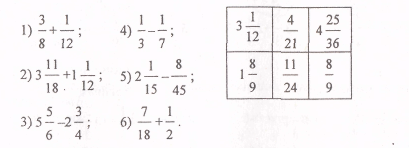 1) 3/8 + 1/12 ; 4) 1/3 − 1/7 ;
2) 3 11/18 + 1 1/12 ; 5) 2 1/15 − 8/45 ;
3) 5 5/6 − 2 3/4 ; 6) 7/18 + 1/2 .
3 1/12 4/21 4 25/36
1 8/9 11/24 8/9